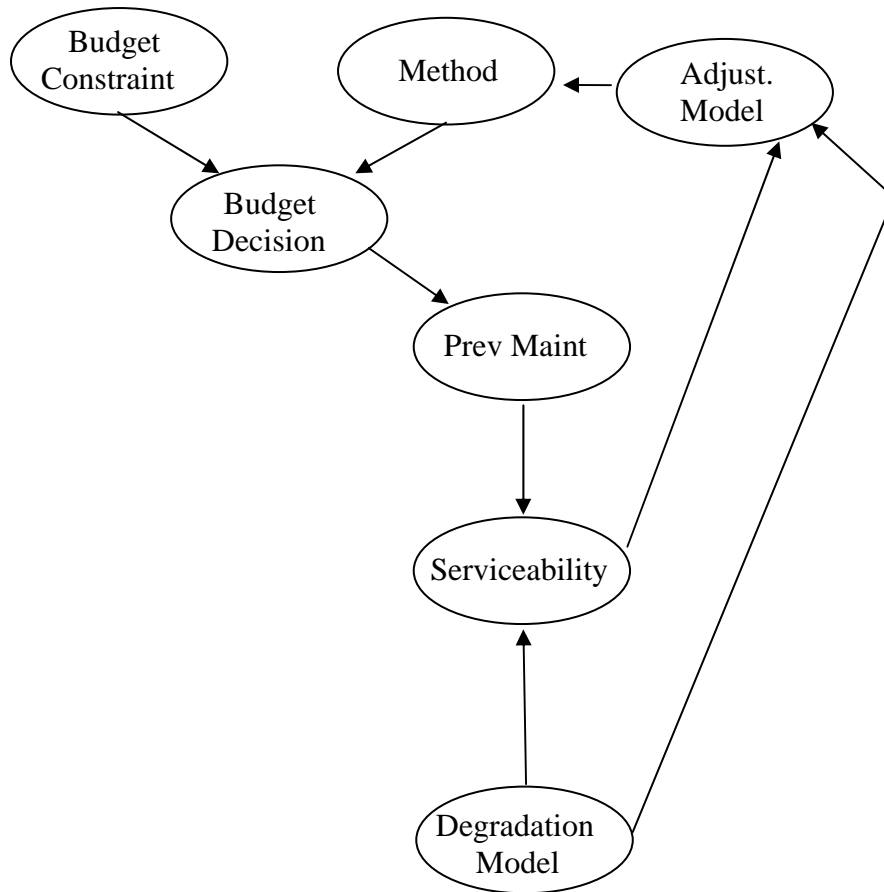 Budget
Constraint
Method
Adjust.
Model
Budget
Decision
Prev Maint
Serviceability
Degradation
Model